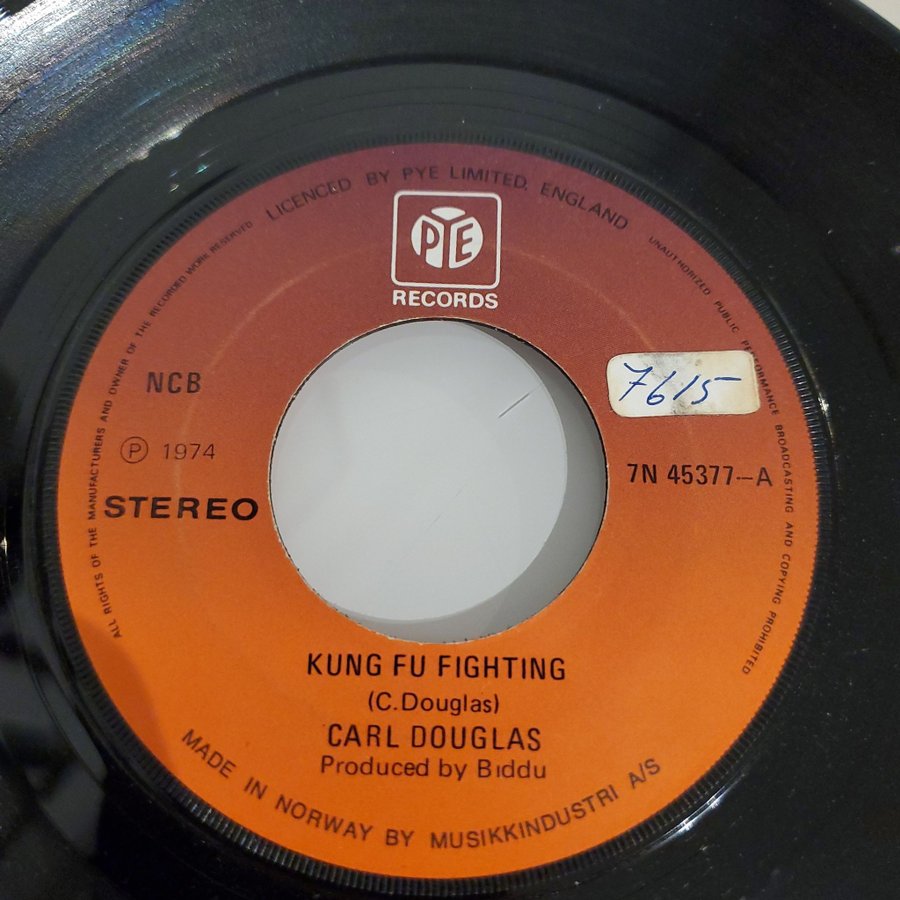 LICENCED BY PYE LIMITED, ENGLAND
UNAUTHORIZED PUBLIC PERFORMANCE BROADCASTING AND COPYING PROHIBITED
ALL RIGHTS OF THE MANUFACTURERS AND OWNER OF THE RECORDED WORK RESERVED
PYE
RECORDS
NCB
℗ 1974
STEREO
7615
7N 45377-A
KUNG FU FIGHTING
(C. Douglas)
CARL DOUGLAS
Produced by Biddu
MADE IN NORWAY BY MUSIKKINDUSTRI A/S